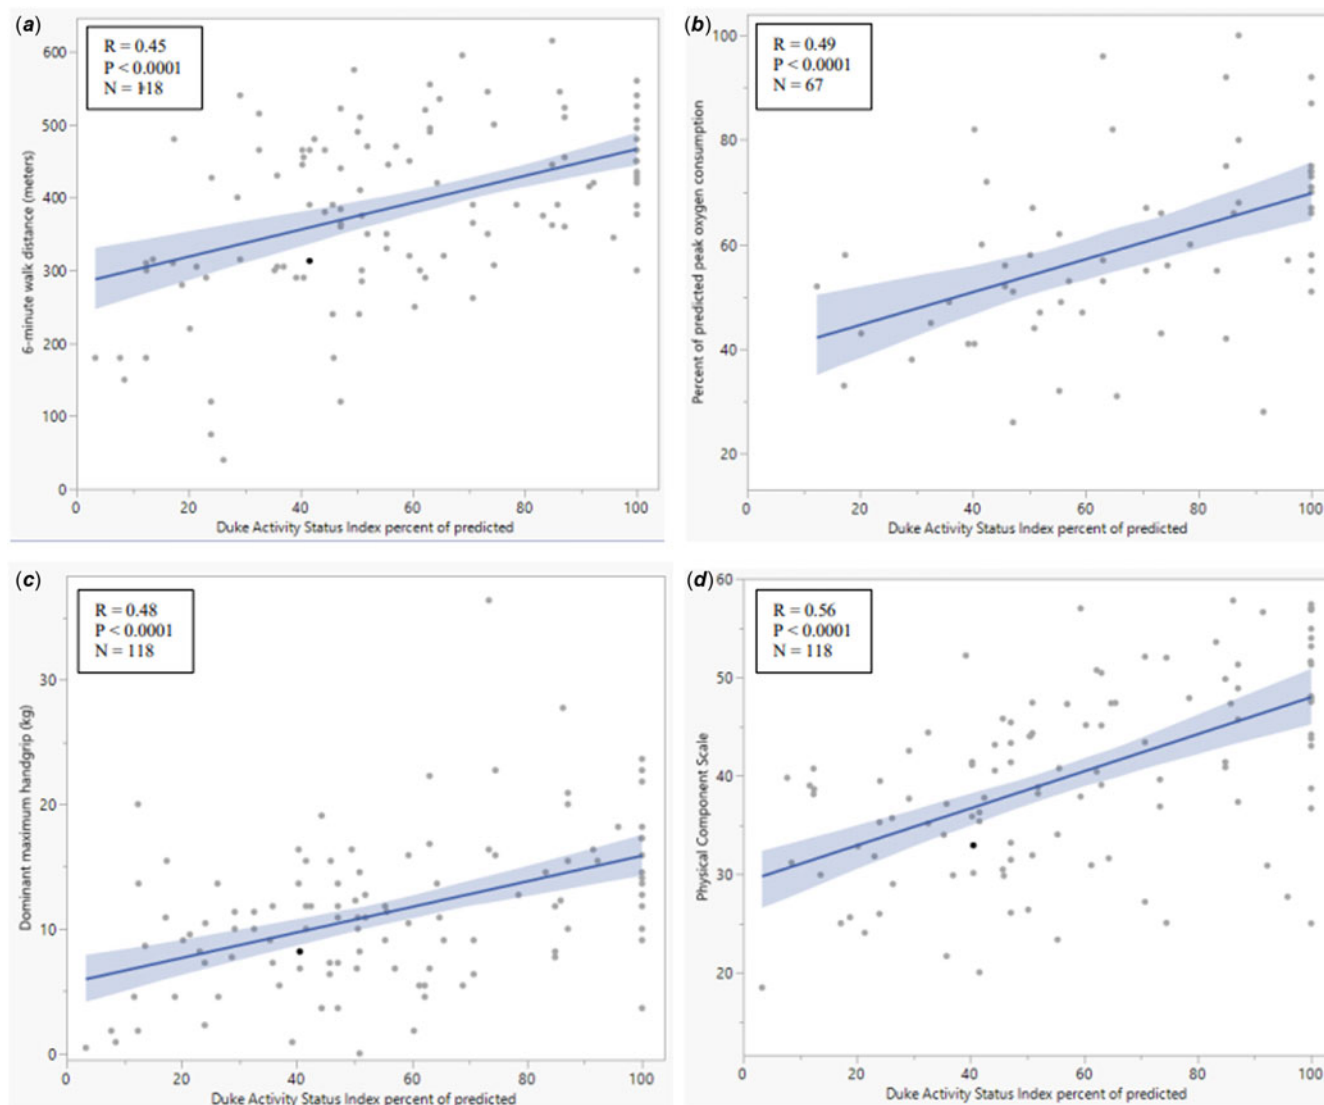 (a)
R = 0.45
P < 0.0001
N = 118
600
500
400
300
200
100
0
6-minute walk distance (meters)
0 20 40 60 80 100
Duke Activity Status Index percent of predicted
(b)
R = 0.49
P < 0.0001
N = 67
100
80
60
40
20
Percent of predicted peak oxygen consumption
0 20 40 60 80 100
Duke Activity Status Index percent of predicted
(c)
R = 0.48
P < 0.0001
N = 118
30
20
10
0
Dominant maximum handgrip (kg)
0 20 40 60 80 100
Duke Activity Status Index percent of predicted
(d)
R = 0.56
P < 0.0001
N = 118
60
50
40
30
20
Physical Component Scale
0 20 40 60 80 100
Duke Activity Status Index percent of predicted